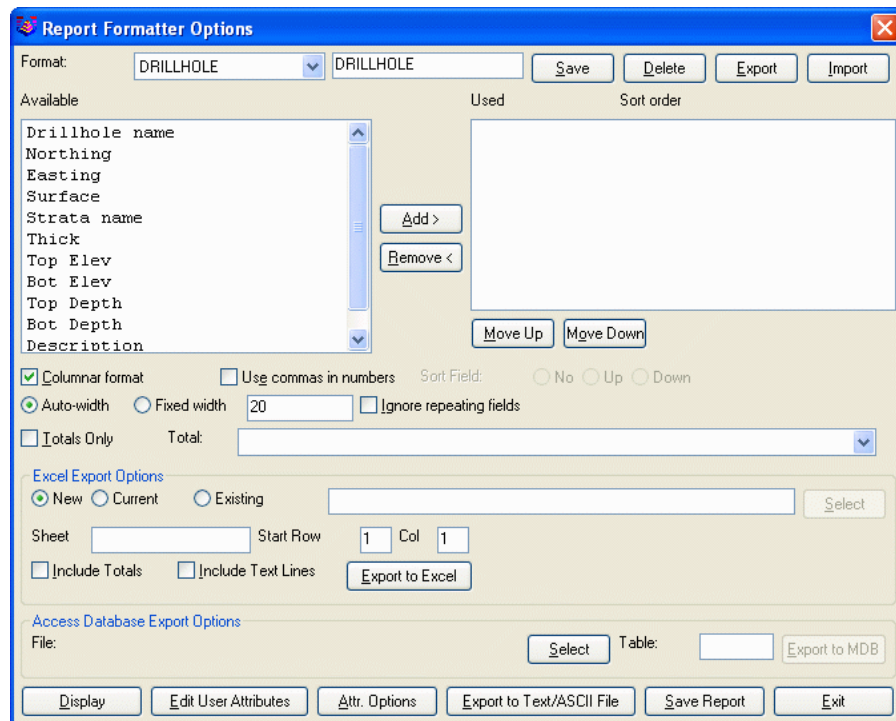 Report Formatter Options
Format: DRILLHOLE DRILLHOLE Save Delete Export Import
Available Used Sort order
Drillhole name
Northing
Easting
Surface
Strata name
Thick
Top Elev
Bot Elev
Top Depth
Bot Depth
Description
Add >
Remove <
Move Up Move Down
Columnar format Use commas in numbers Sort Field: No Up Down
Auto-width Fixed width 20 Ignore repeating fields
Totals Only Total:
Excel Export Options
New Current Existing Select
Sheet Start Row 1 Col 1
Include Totals Include Text Lines Export to Excel
Access Database Export Options
File: Select Table: Export to MDB
Display Edit User Attributes Attr. Options Export to Text/ASCII File Save Report Exit